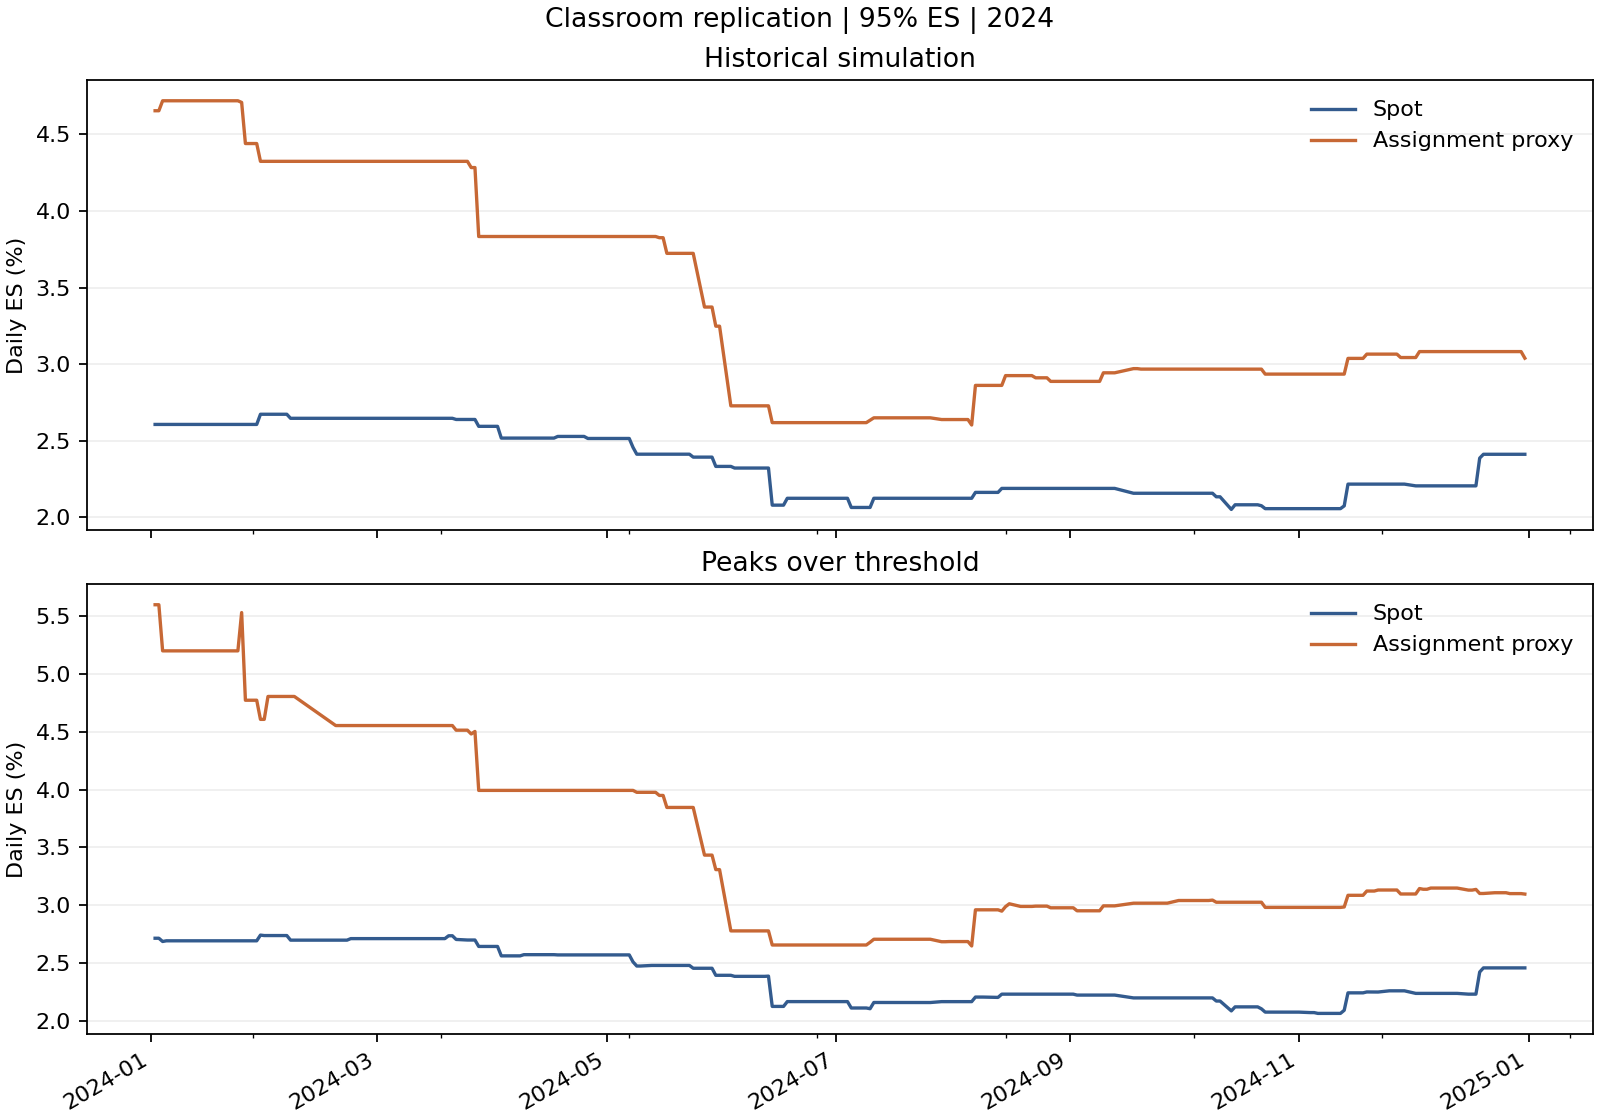 Classroom replication | 95% ES | 2024
Historical simulation
Daily ES (%)
4.5
4.0
3.5
3.0
2.5
2.0
Spot
Assignment proxy
Peaks over threshold
Daily ES (%)
5.5
5.0
4.5
4.0
3.5
3.0
2.5
2.0
Spot
Assignment proxy
2024-01
2024-03
2024-05
2024-07
2024-09
2024-11
2025-01